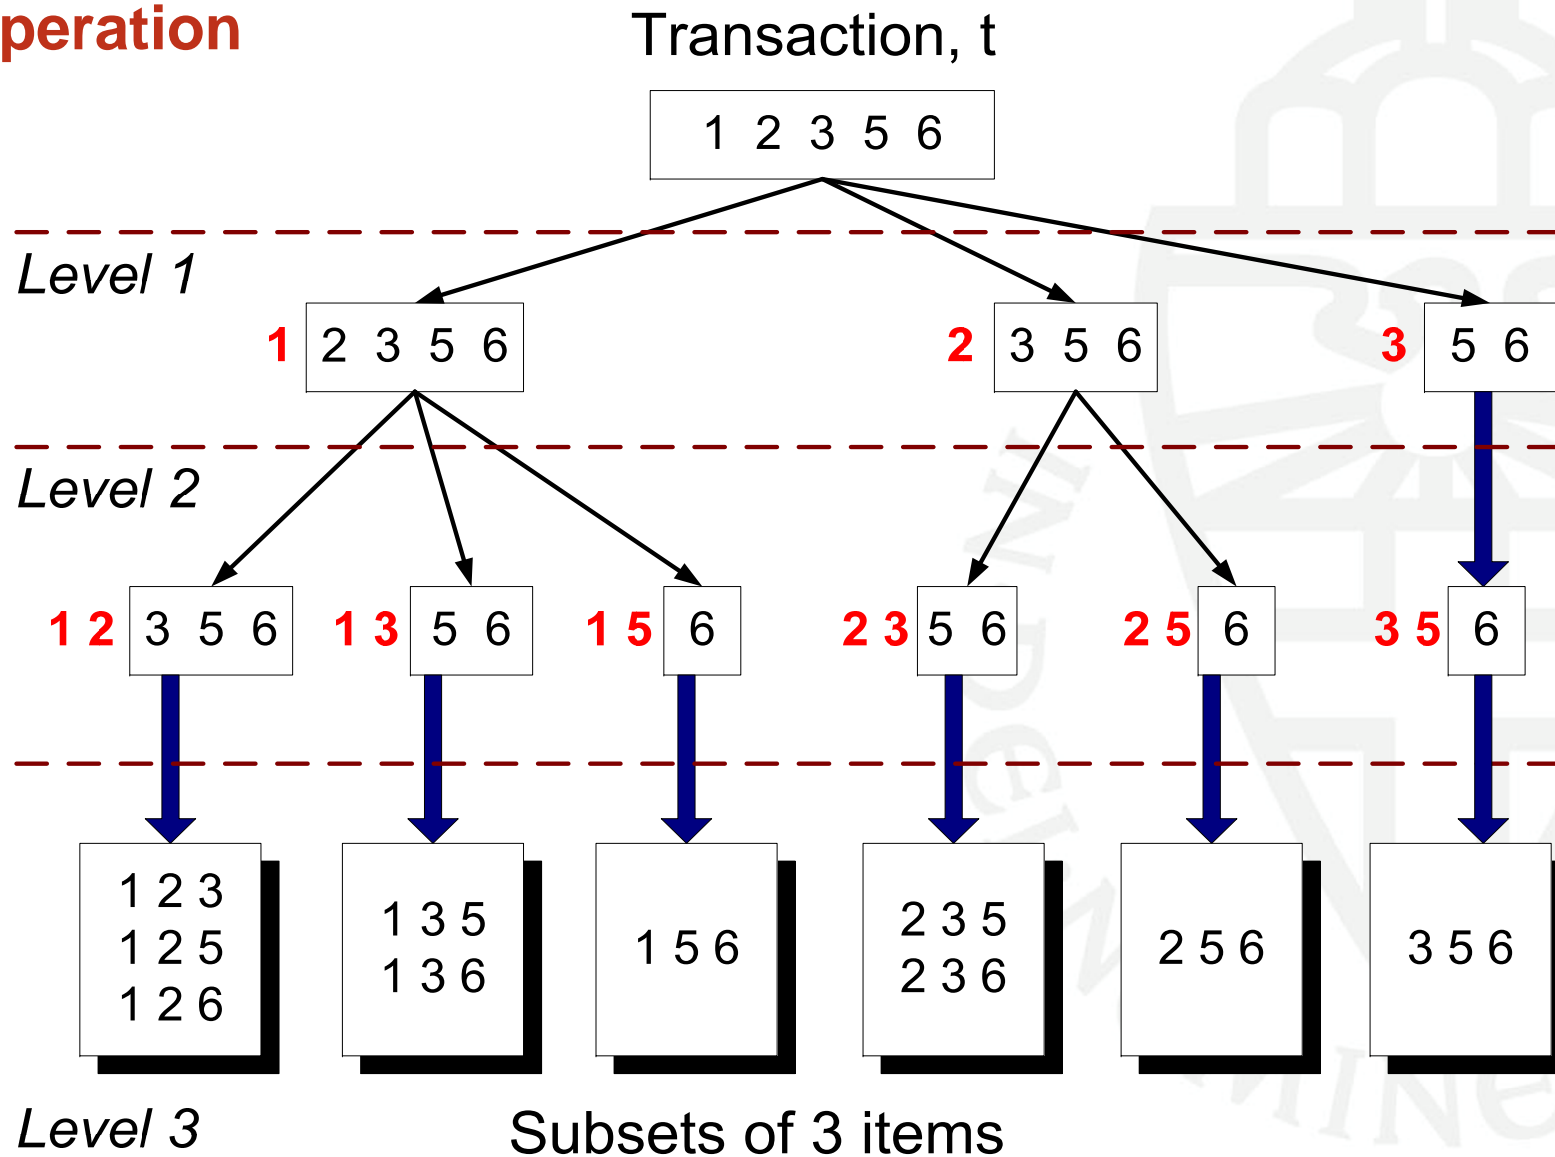 peration
Transaction, t
1 2 3 5 6
Level 1
1 2 3 5 6
2 3 5 6
3 5 6
Level 2
1 2 3 5 6
1 3 5 6
1 5 6
2 3 5 6
2 5 6
3 5 6
1 2 3
1 2 5
1 2 6
1 3 5
1 3 6
1 5 6
2 3 5
2 3 6
2 5 6
3 5 6
Level 3
Subsets of 3 items